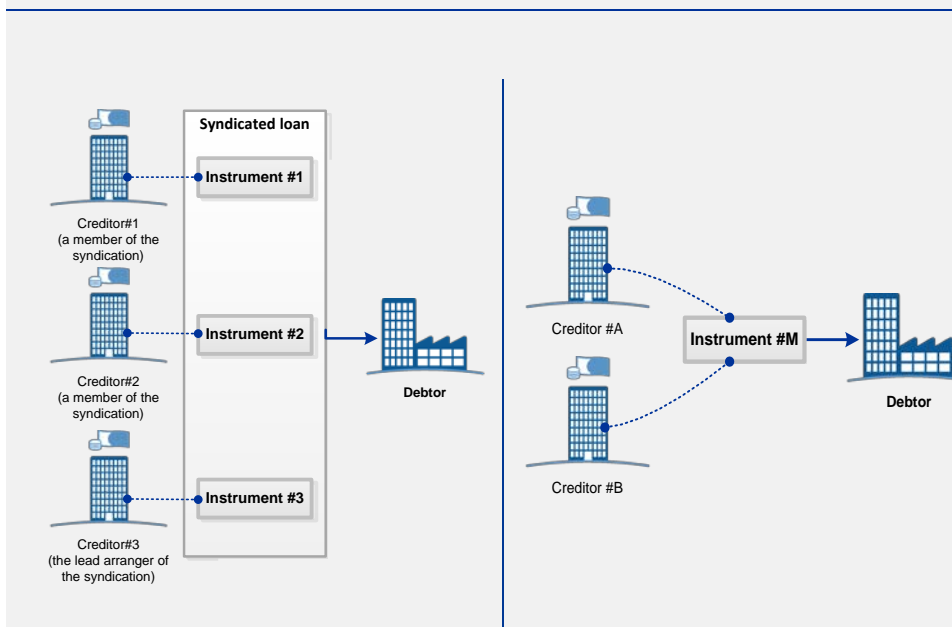 Syndicated loan
Instrument #1
Creditor#1
(a member of the
syndication)
Instrument #2
Creditor#2
(a member of the
syndication)
Instrument #3
Creditor#3
(the lead arranger of
the syndication)
Debtor
Creditor #A
Instrument #M
Creditor #B
Debtor